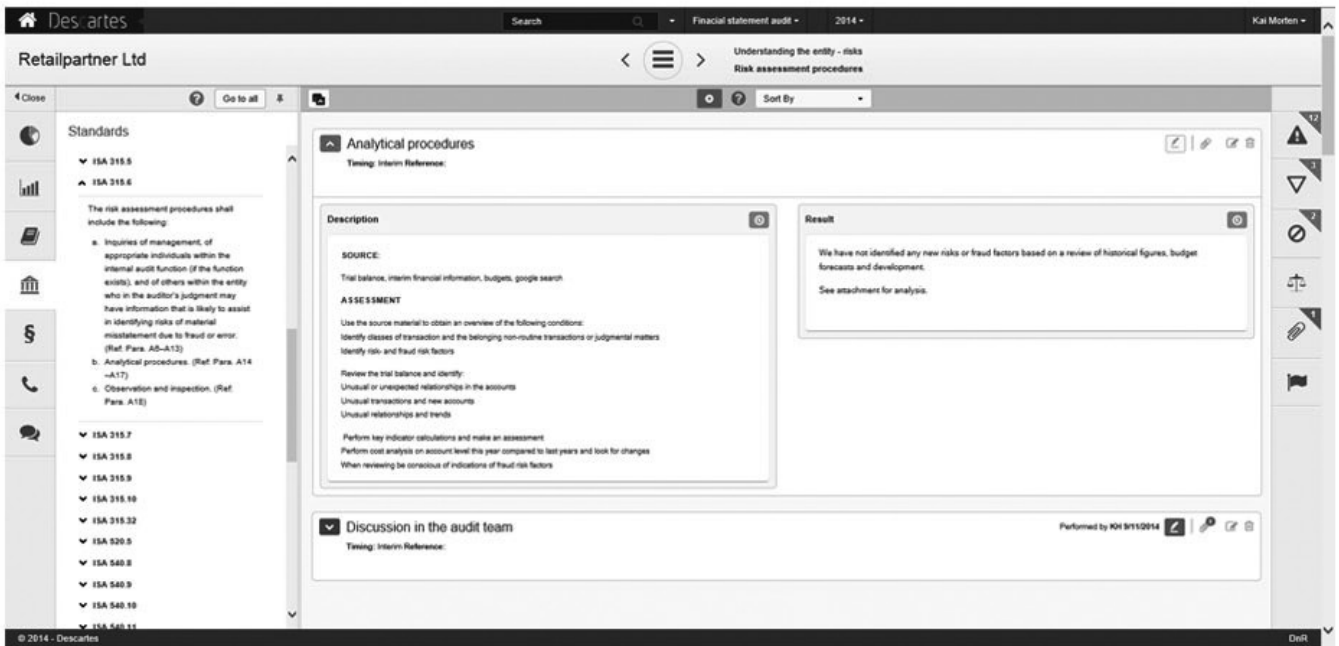 Descartes
Search
Finacial statement audit
2014
Kai Morten
Retailpartner Ltd
Understanding the entity - risks
Risk assessment procedures
Close
Go to all
Sort By
Standards
ISA 315.5
ISA 315.6
The risk assessment procedures shall
include the following:
a. Inquiries of management, of
appropriate individuals within the
internal audit function (if the function
exists), and of others within the entity
who in the auditor's judgment may
have information that is likely to assist
in identifying risks of material
misstatement due to fraud or error.
(Ref: Para. A6–A13)
b. Analytical procedures. (Ref: Para. A14
–A17)
c. Observation and inspection. (Ref:
Para. A18)
ISA 315.7
ISA 315.8
ISA 315.9
ISA 315.10
ISA 315.32
ISA 520.5
ISA 540.8
ISA 540.9
ISA 540.10
ISA 540.11
Analytical procedures
Timing: Interim Reference:
Description
SOURCE:
Trial balance, interim financial information, budgets, google search
ASSESSMENT
Use the source material to obtain an overview of the following conditions:
Identify classes of transaction and the belonging non-routine transactions or judgmental matters
Identify risk- and fraud risk factors
Review the trial balance and identify:
Unusual or unexpected relationships in the accounts
Unusual transactions and new accounts
Unusual relationships and trends
Perform key indicator calculations and make an assessment
Perform cost analysis on account level this year compared to last years and look for changes
When reviewing be conscious of indications of fraud risk factors
Result
We have not identified any new risks or fraud factors based on a review of historical figures, budget
forecasts and development.
See attachment for analysis.
Discussion in the audit team
Timing: Interim Reference:
Performed by KH 9/11/2014
12
3
2
§
1
© 2014 - Descartes
DnR